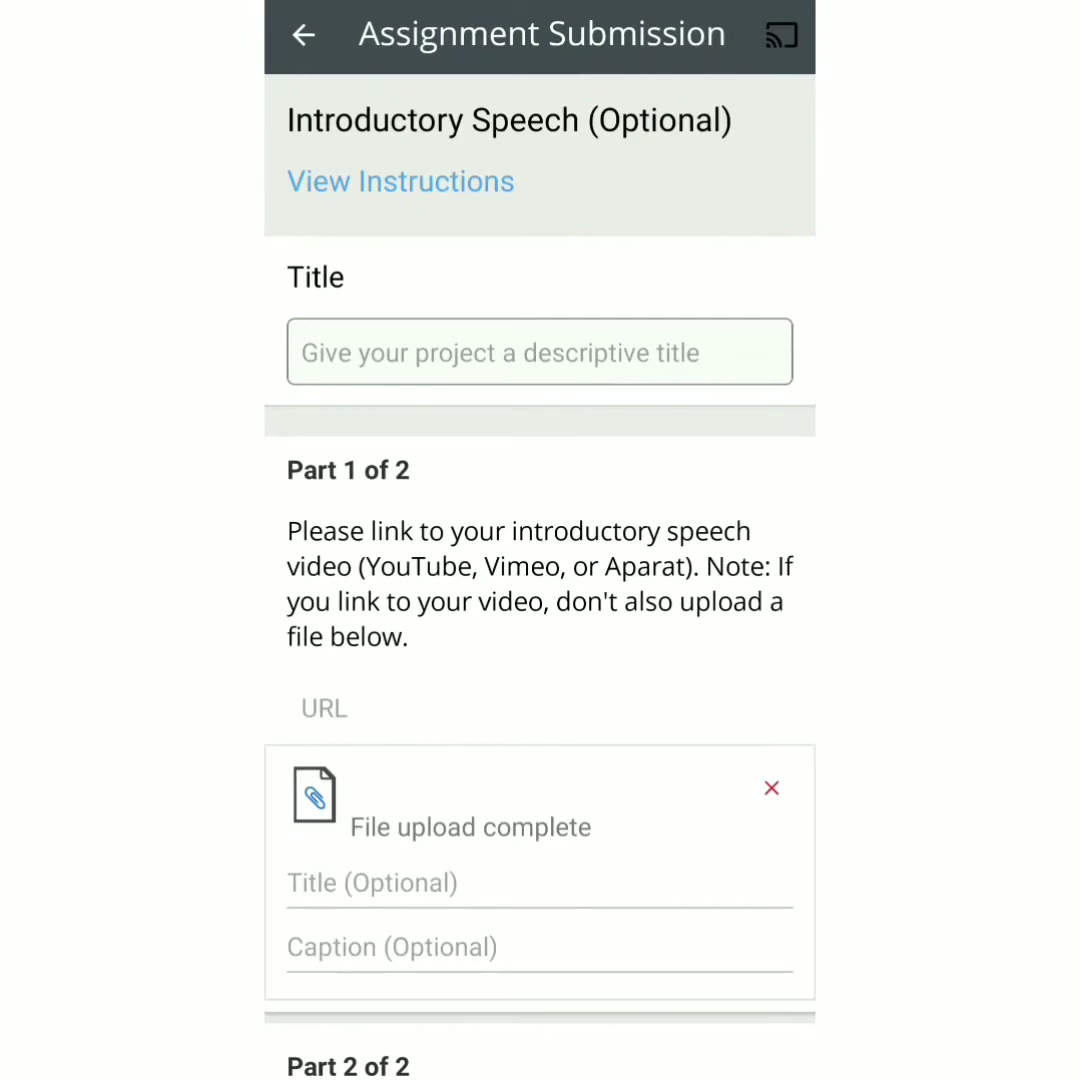 Assignment Submission
Introductory Speech (Optional)
View Instructions
Title
Give your project a descriptive title
Part 1 of 2
Please link to your introductory speech
video (YouTube, Vimeo, or Aparat). Note: If
you link to your video, don't also upload a
file below.
URL
File upload complete
Title (Optional)
Caption (Optional)
Part 2 of 2